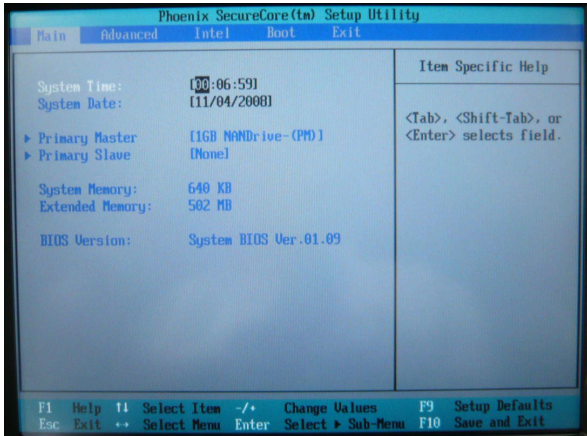 Phoenix SecureCore(tm) Setup Utility
Main Advanced Intel Boot Exit
Item Specific Help
System Time: [00:06:59]
System Date: [11/04/2008]
<Tab>, <Shift-Tab>, or
<Enter> selects field.
▶ Primary Master [1GB NANDrive-(PM)]
▶ Primary Slave [None]
System Memory: 640 KB
Extended Memory: 502 MB
BIOS Version: System BIOS Ver.01.09
F1 Help ↑↓ Select Item -/+ Change Values F9 Setup Defaults
Esc Exit ↔ Select Menu Enter Select ▶ Sub-Menu F10 Save and Exit